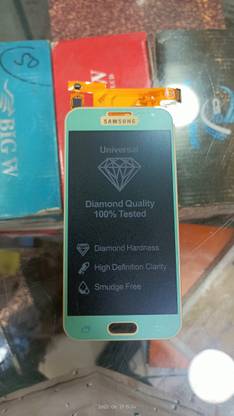 BIG W
SAMSUNG
Universal
Diamond Quality
100% Tested
Diamond Hardness
High Definition Clarity
Smudge Free